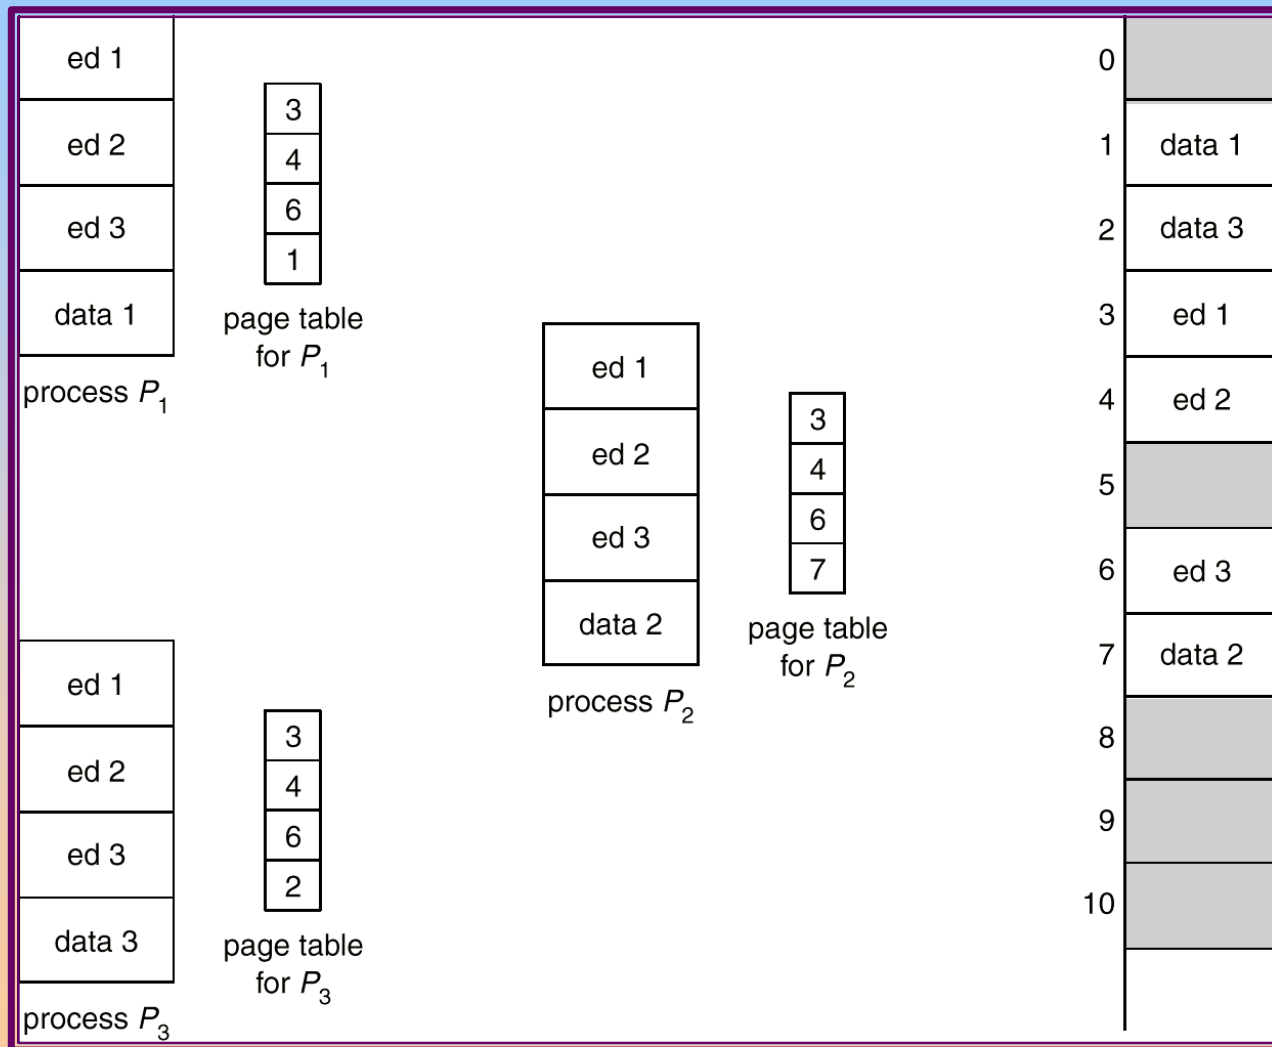 ed 1
ed 2
ed 3
data 1
process P1
3
4
6
1
page table
for P1
ed 1
ed 2
ed 3
data 2
process P2
3
4
6
7
page table
for P2
ed 1
ed 2
ed 3
data 3
process P3
3
4
6
2
page table
for P3
0
1 data 1
2 data 3
3 ed 1
4 ed 2
5
6 ed 3
7 data 2
8
9
10